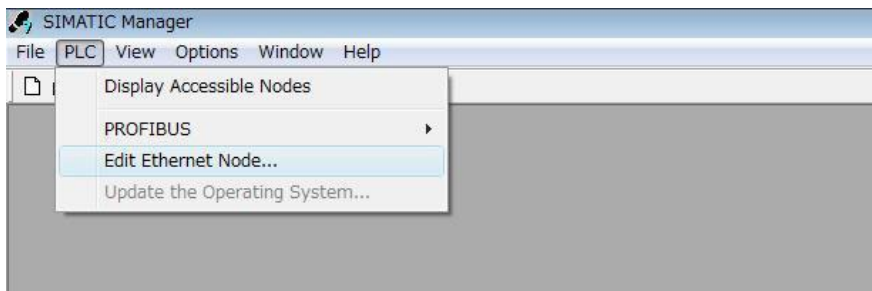 SIMATIC Manager
File PLC View Options Window Help
Display Accessible Nodes
PROFIBUS
Edit Ethernet Node...
Update the Operating System...